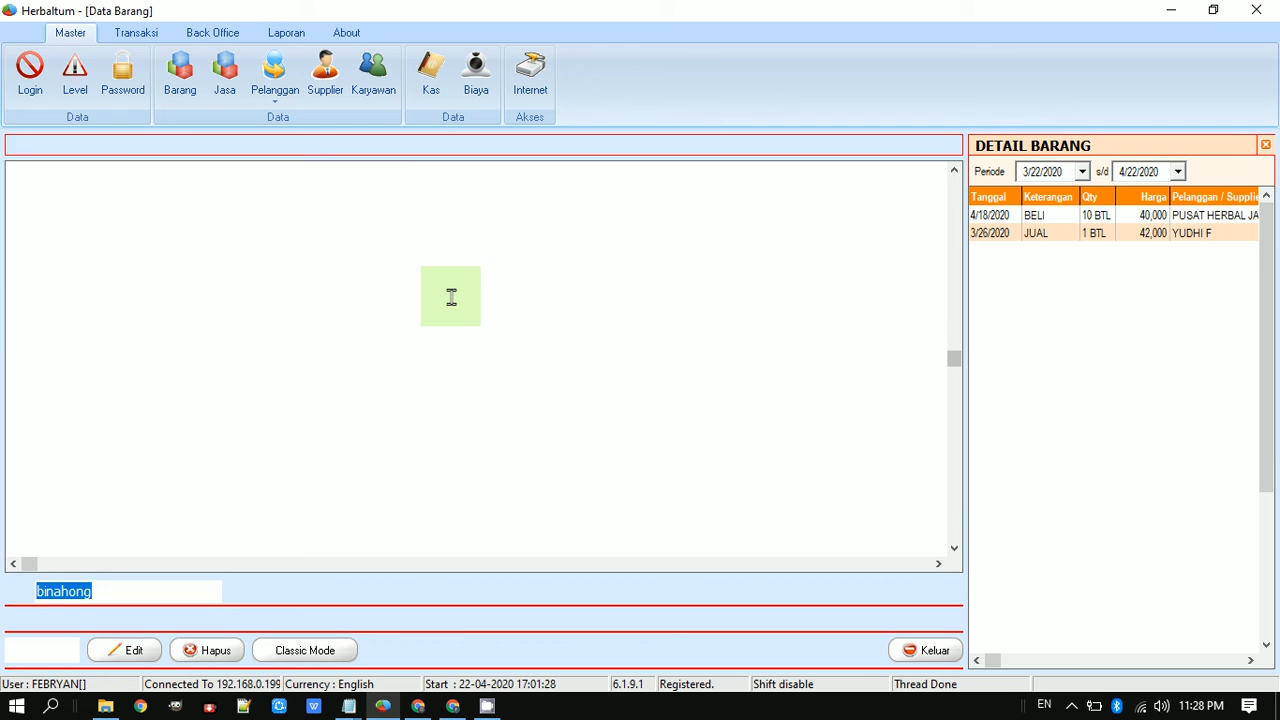 Herbaltum - [Data Barang]
Master Transaksi Back Office Laporan About
Login Level Password Barang Jasa Pelanggan Supplier Karyawan Kas Biaya Internet
Data Data Data Akses
DETAIL BARANG
Periode 3/22/2020 s/d 4/22/2020
Tanggal Keterangan Qty Harga Pelanggan / Supplie
4/18/2020 BELI 10 BTL 40,000 PUSAT HERBAL JA
3/26/2020 JUAL 1 BTL 42,000 YUDHI F
binahong
Edit Hapus Classic Mode Keluar
User : FEBRYAN[] Connected To 192.168.0.199 Currency : English Start : 22-04-2020 17:01:28 6.1.9.1 Registered. Shift disable Thread Done
EN 11:28 PM